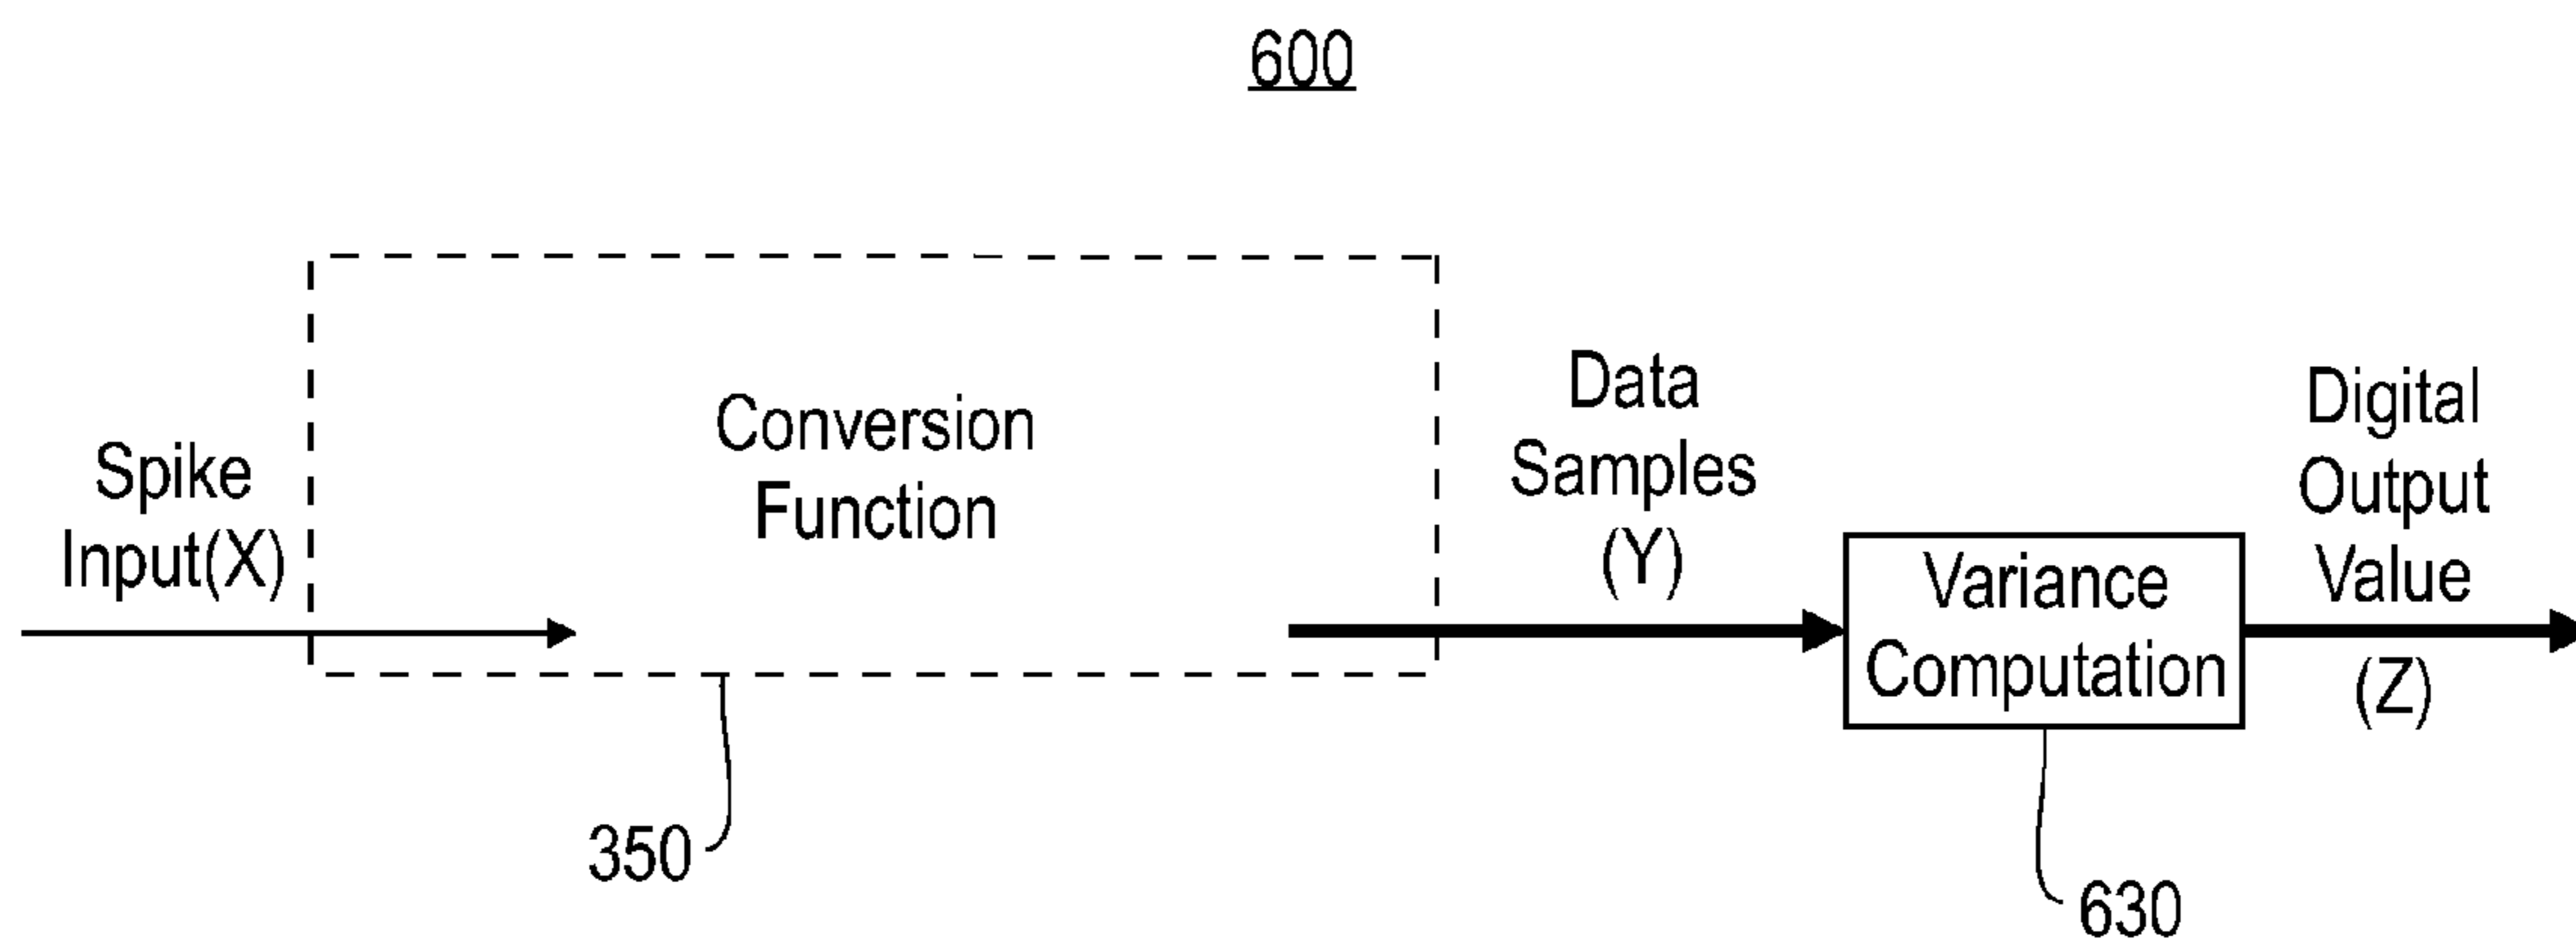 600
Spike
Input(X)
Conversion
Function
Data
Samples
(Y)
Variance
Computation
Digital
Output
Value
(Z)
350
630